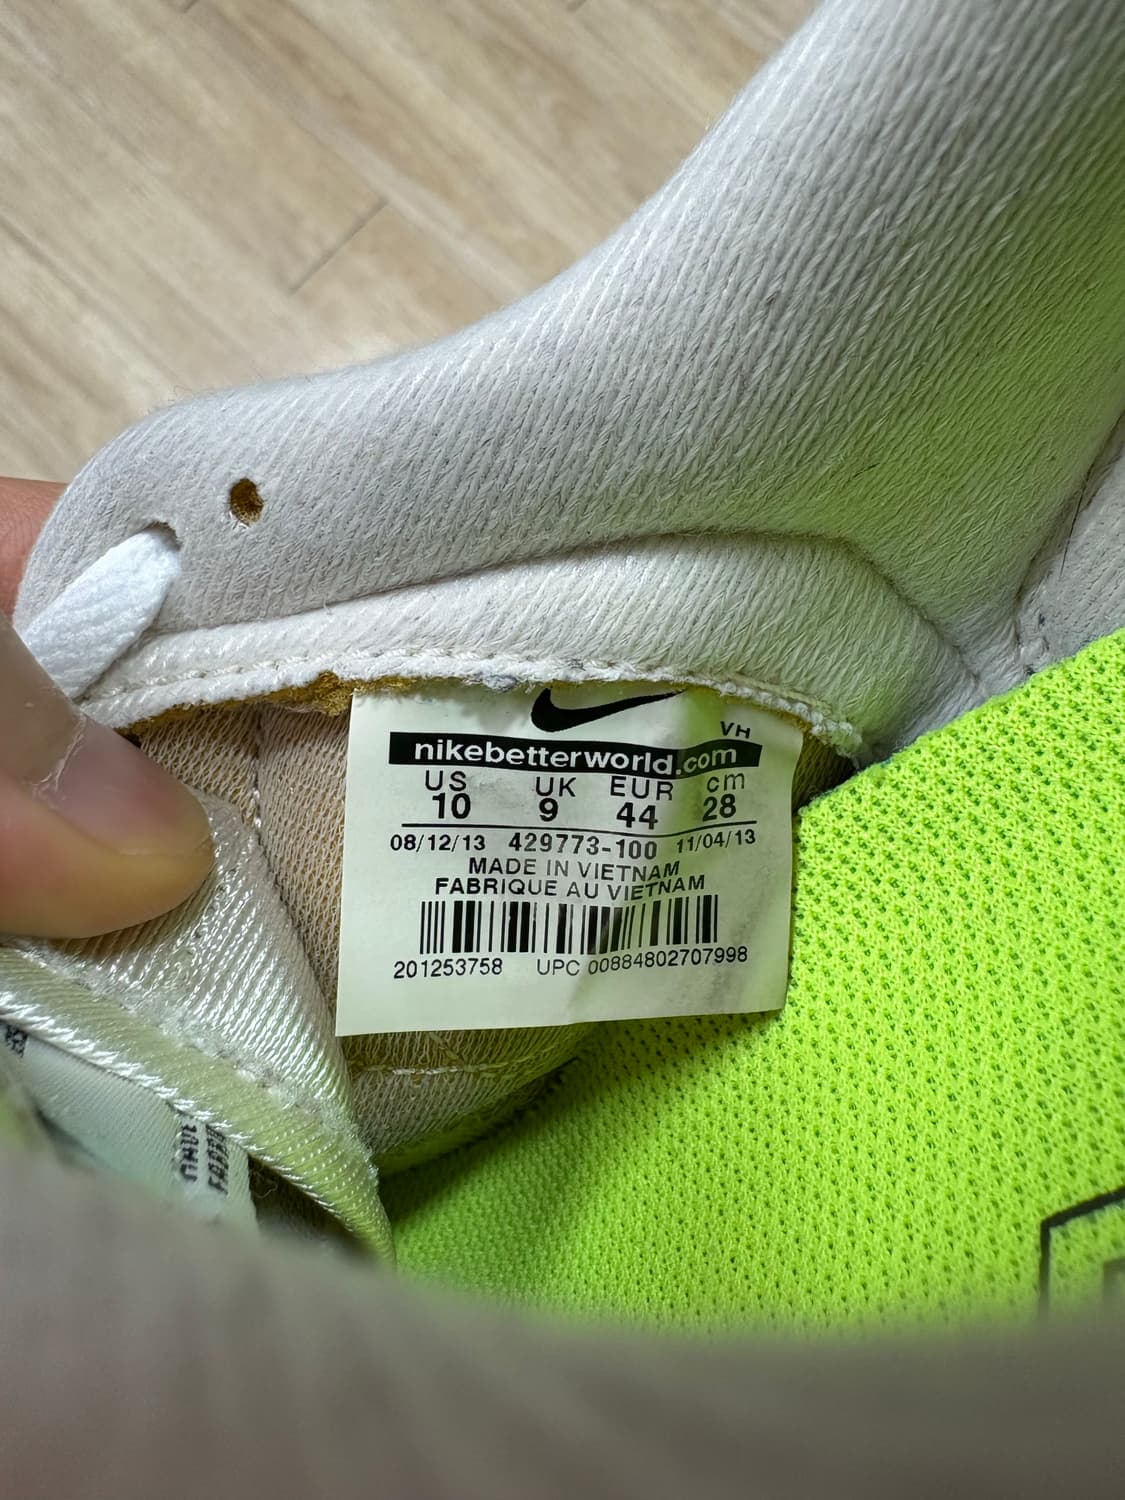 VH
nikebetterworld.com
US UK EUR cm
10 9 44 28
08/12/13 429773-100 11/04/13
MADE IN VIETNAM
FABRIQUE AU VIETNAM
201253758 UPC 00884802707998